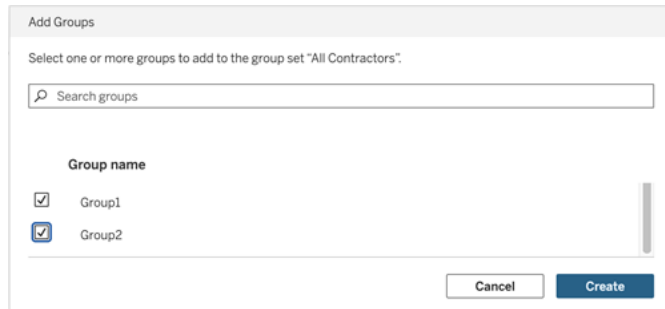 Add Groups
Select one or more groups to add to the group set “All Contractors”.
Search groups
Group name
Group1
Group2
Cancel Create